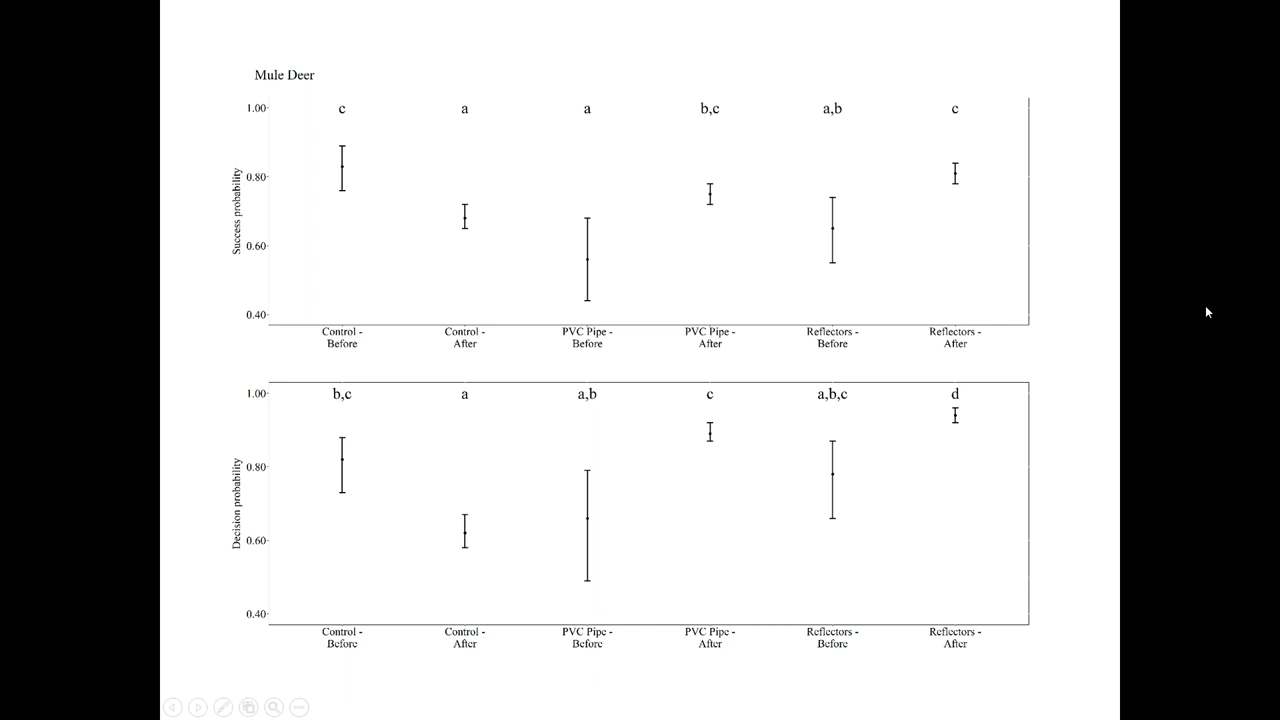 Mule Deer
Success probability
1.00
0.80
0.60
0.40
c a a b,c a,b c
Control - Control - PVC Pipe - PVC Pipe - Reflectors - Reflectors -
Before After Before After Before After
Decision probability
1.00
0.80
0.60
0.40
b,c a a,b c a,b,c d
Control - Control - PVC Pipe - PVC Pipe - Reflectors - Reflectors -
Before After Before After Before After